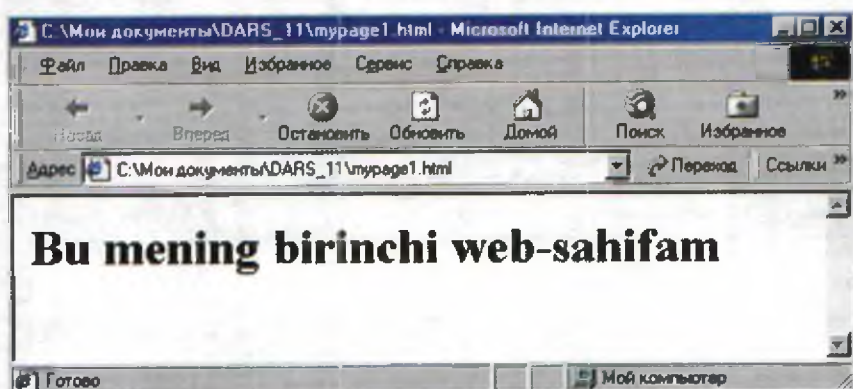 C:\Мои документы\DARS_11\mypage1.html - Microsoft Internet Explorer
Файл Правка Вид Избранное Сервис Справка
Назад Вперед Остановить Обновить Домой Поиск Избранное »
Адрес C:\Мои документы\DARS_11\mypage1.html Переход Ссылки »
Bu mening birinchi web-sahifam
Готово Мой компьютер